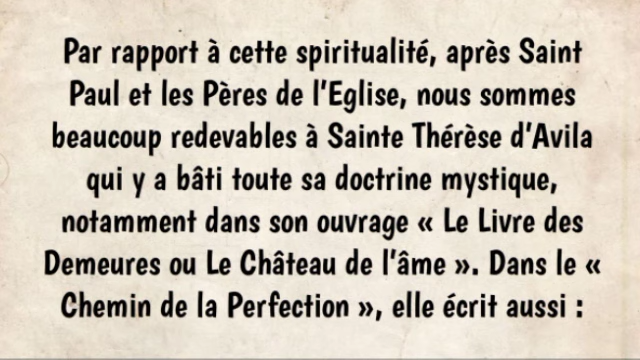 Par rapport à cette spiritualité, après Saint
Paul et les Pères de l'Eglise, nous sommes
beaucoup redevables à Sainte Thérèse d'Avila
qui y a bâti toute sa doctrine mystique,
notamment dans son ouvrage « Le Livre des
Demeures ou Le Château de l'âme ». Dans le «
Chemin de la Perfection », elle écrit aussi :